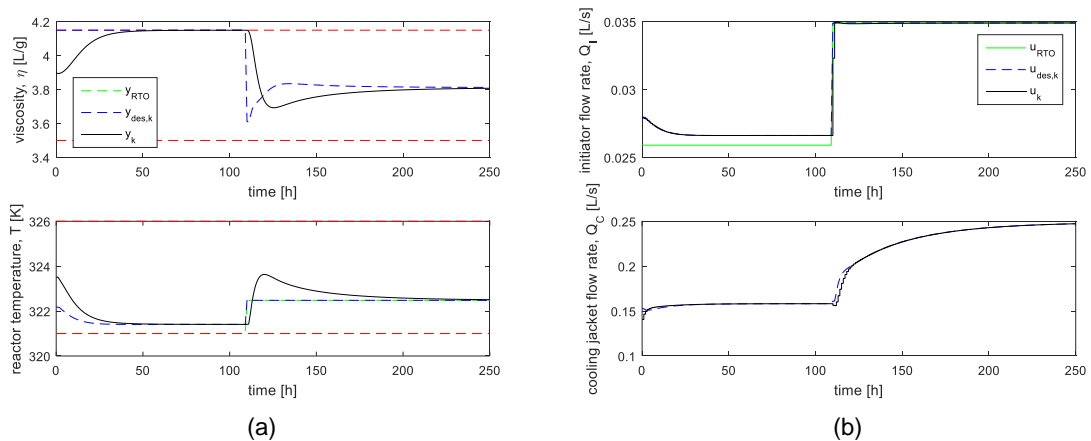 viscosity, η [L/g]
4.2
4
3.8
3.6
3.4
y_RTO
y_des,k
y_k
0 50 100 150 200 250
time [h]
reactor temperature, T [K]
326
324
322
320
0 50 100 150 200 250
time [h]
(a)
initiator flow rate, Q_I [L/s]
0.035
0.03
0.025
u_RTO
u_des,k
u_k
0 50 100 150 200 250
time [h]
cooling jacket flow rate, Q_C [L/s]
0.25
0.2
0.15
0.1
0 50 100 150 200 250
time [h]
(b)